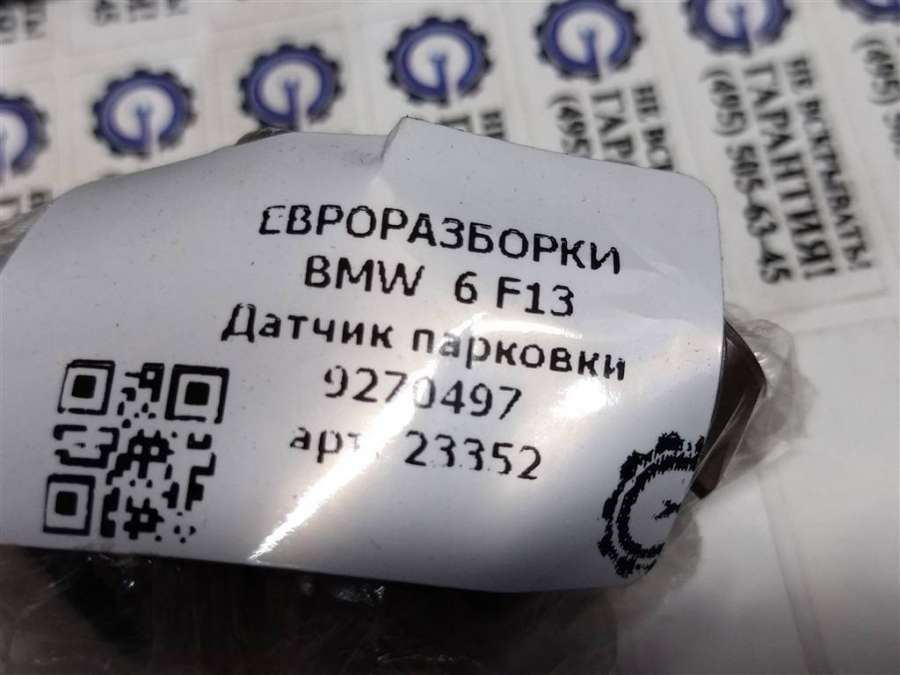 ЕВРОРАЗБОРКИ
BMW 6 F13
Датчик парковки
9270497
арт. 23352
НЕ ВСКРЫВАТЬ!
ГАРАНТИЯ!
(495) 505-63-45